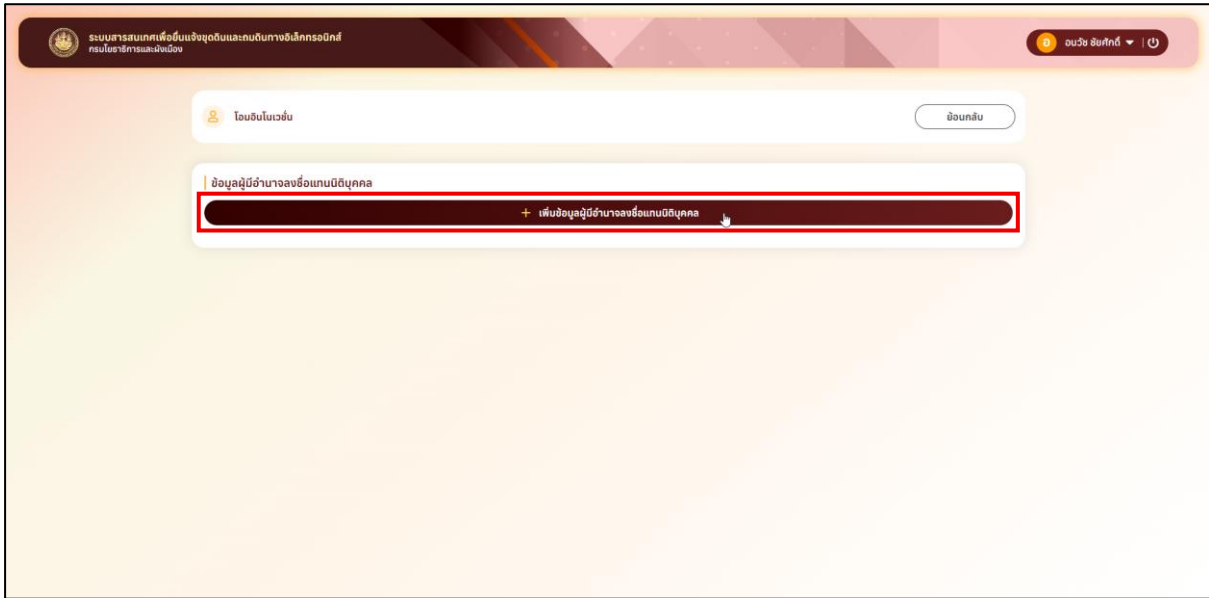 ระบบสารสนเทศเพื่อยื่นแจ้งขุดดินและถมดินทางอิเล็กทรอนิกส์
กรมโยธาธิการและผังเมือง
อ อนวัช ชัยศักดิ์
โอมอินโนเวชั่น
ย้อนกลับ
ข้อมูลผู้มีอำนาจลงชื่อแทนนิติบุคคล
+ เพิ่มข้อมูลผู้มีอำนาจลงชื่อแทนนิติบุคคล